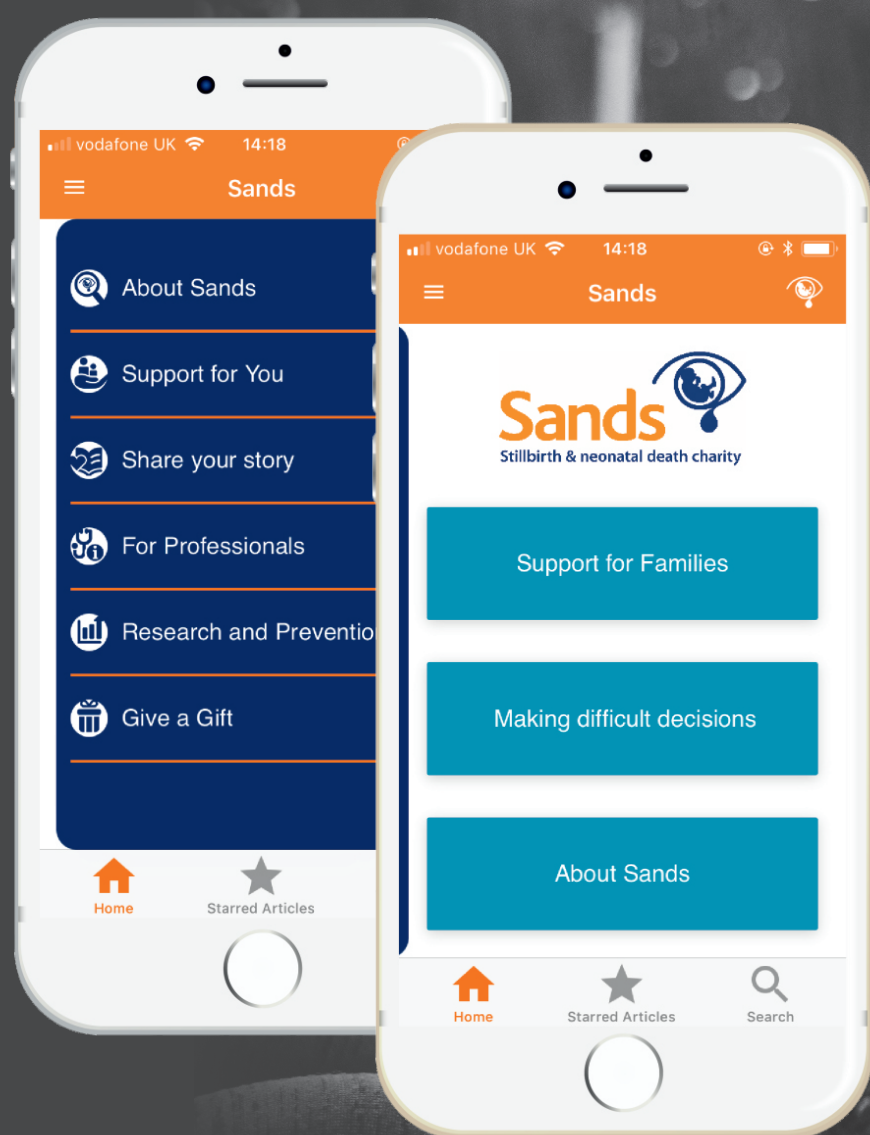 vodafone UK 14:18
Sands
About Sands
Support for You
Share your story
For Professionals
Research and Preventio
Give a Gift
Home Starred Articles
vodafone UK 14:18
Sands
Sands
Stillbirth & neonatal death charity
Support for Families
Making difficult decisions
About Sands
Home Starred Articles Search